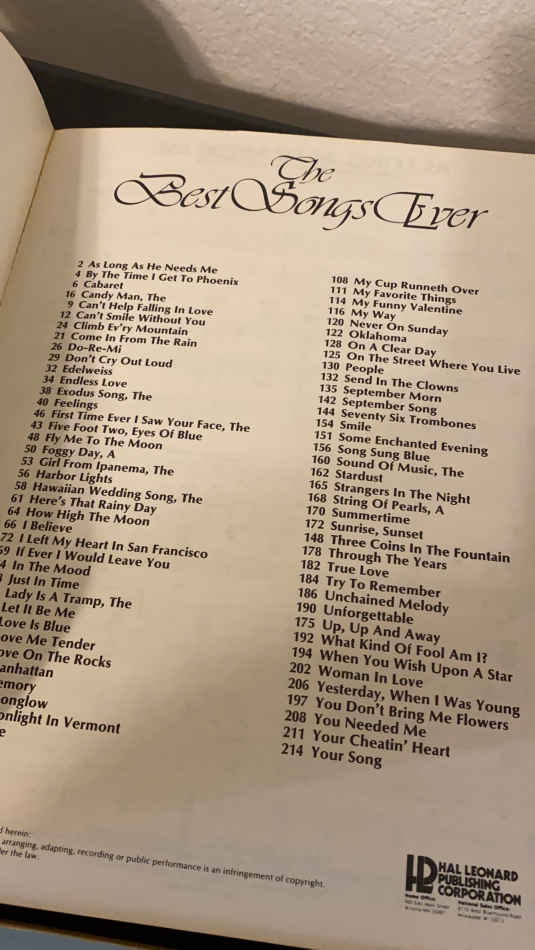 The
Best Songs Ever
2 As Long As He Needs Me
4 By The Time I Get To Phoenix
6 Cabaret
16 Candy Man, The
9 Can't Help Falling In Love
12 Can't Smile Without You
24 Climb Ev'ry Mountain
21 Come In From The Rain
26 Do-Re-Mi
29 Don't Cry Out Loud
32 Edelweiss
34 Endless Love
38 Exodus Song, The
40 Feelings
46 First Time Ever I Saw Your Face, The
43 Five Foot Two, Eyes Of Blue
48 Fly Me To The Moon
50 Foggy Day, A
53 Girl From Ipanema, The
56 Harbor Lights
58 Hawaiian Wedding Song, The
61 Here's That Rainy Day
64 How High The Moon
66 I Believe
72 I Left My Heart In San Francisco
69 If Ever I Would Leave You
4 In The Mood
Just In Time
Lady Is A Tramp, The
Let It Be Me
Love Is Blue
ove Me Tender
ove On The Rocks
anhattan
emory
onglow
onlight In Vermont
e
108 My Cup Runneth Over
111 My Favorite Things
114 My Funny Valentine
116 My Way
120 Never On Sunday
122 Oklahoma
128 On A Clear Day
125 On The Street Where You Live
130 People
132 Send In The Clowns
135 September Morn
142 September Song
144 Seventy Six Trombones
154 Smile
151 Some Enchanted Evening
156 Song Sung Blue
160 Sound Of Music, The
162 Stardust
165 Strangers In The Night
168 String Of Pearls, A
170 Summertime
172 Sunrise, Sunset
148 Three Coins In The Fountain
178 Through The Years
182 True Love
184 Try To Remember
186 Unchained Melody
190 Unforgettable
175 Up, Up And Away
192 What Kind Of Fool Am I?
194 When You Wish Upon A Star
202 Woman In Love
206 Yesterday, When I Was Young
197 You Don't Bring Me Flowers
208 You Needed Me
211 Your Cheatin' Heart
214 Your Song
d herein:
arranging, adapting, recording or public performance is an infringement of copyright.
er the law.
HAL LEONARD
PUBLISHING
CORPORATION
Home Office
National Sales Office